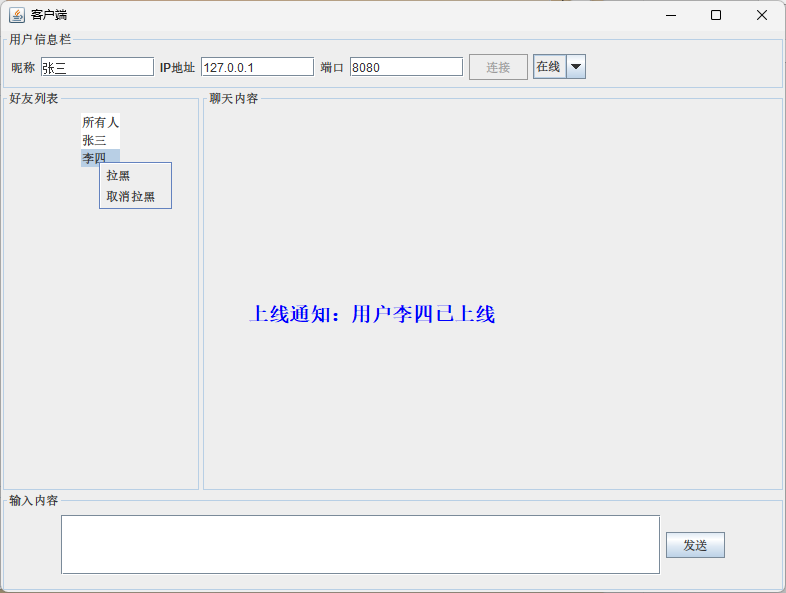 客户端
用户信息栏
昵称 张三 IP地址 127.0.0.1 端口 8080 连接 在线
好友列表
所有人
张三
李四
拉黑
取消拉黑
聊天内容
上线通知：用户李四已上线
输入内容
发送